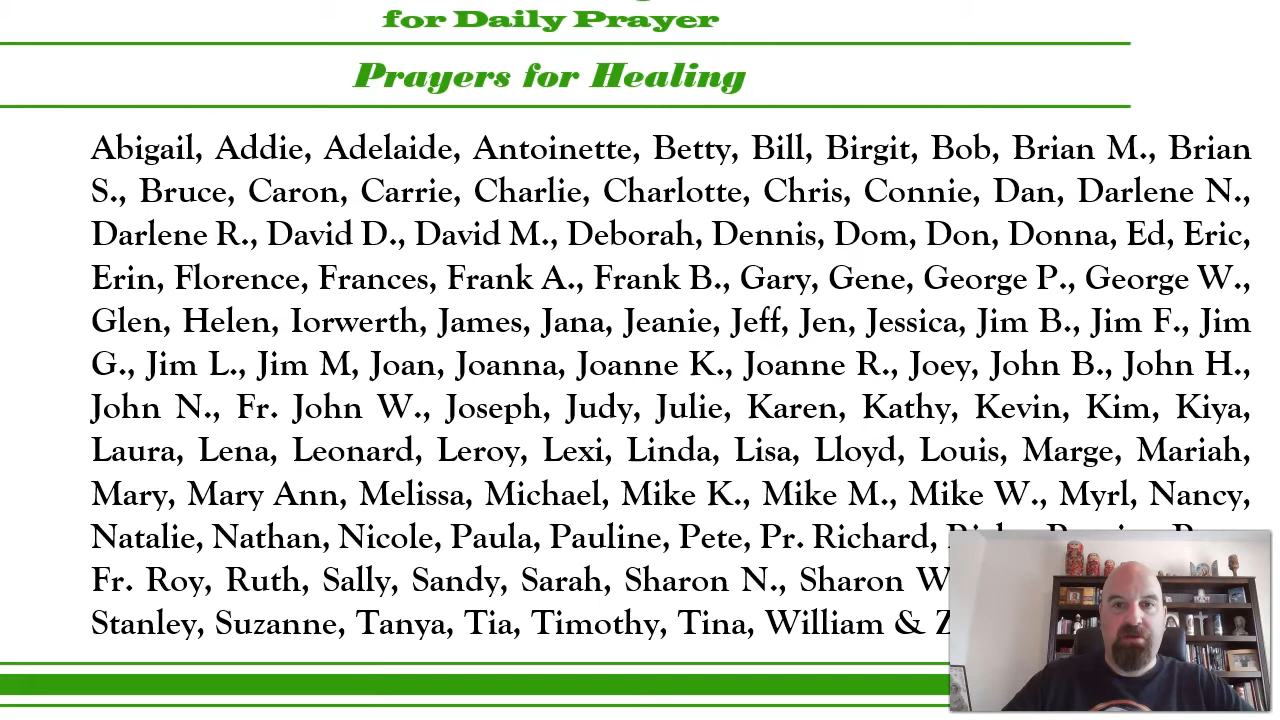 for Daily Prayer
Prayers for Healing
Abigail, Addie, Adelaide, Antoinette, Betty, Bill, Birgit, Bob, Brian M., Brian
S., Bruce, Caron, Carrie, Charlie, Charlotte, Chris, Connie, Dan, Darlene N.,
Darlene R., David D., David M., Deborah, Dennis, Dom, Don, Donna, Ed, Eric,
Erin, Florence, Frances, Frank A., Frank B., Gary, Gene, George P., George W.,
Glen, Helen, Iorwerth, James, Jana, Jeanie, Jeff, Jen, Jessica, Jim B., Jim F., Jim
G., Jim L., Jim M, Joan, Joanna, Joanne K., Joanne R., Joey, John B., John H.,
John N., Fr. John W., Joseph, Judy, Julie, Karen, Kathy, Kevin, Kim, Kiya,
Laura, Lena, Leonard, Leroy, Lexi, Linda, Lisa, Lloyd, Louis, Marge, Mariah,
Mary, Mary Ann, Melissa, Michael, Mike K., Mike M., Mike W., Myrl, Nancy,
Natalie, Nathan, Nicole, Paula, Pauline, Pete, Pr. Richard,
Fr. Roy, Ruth, Sally, Sandy, Sarah, Sharon N., Sharon W
Stanley, Suzanne, Tanya, Tia, Timothy, Tina, William & Z